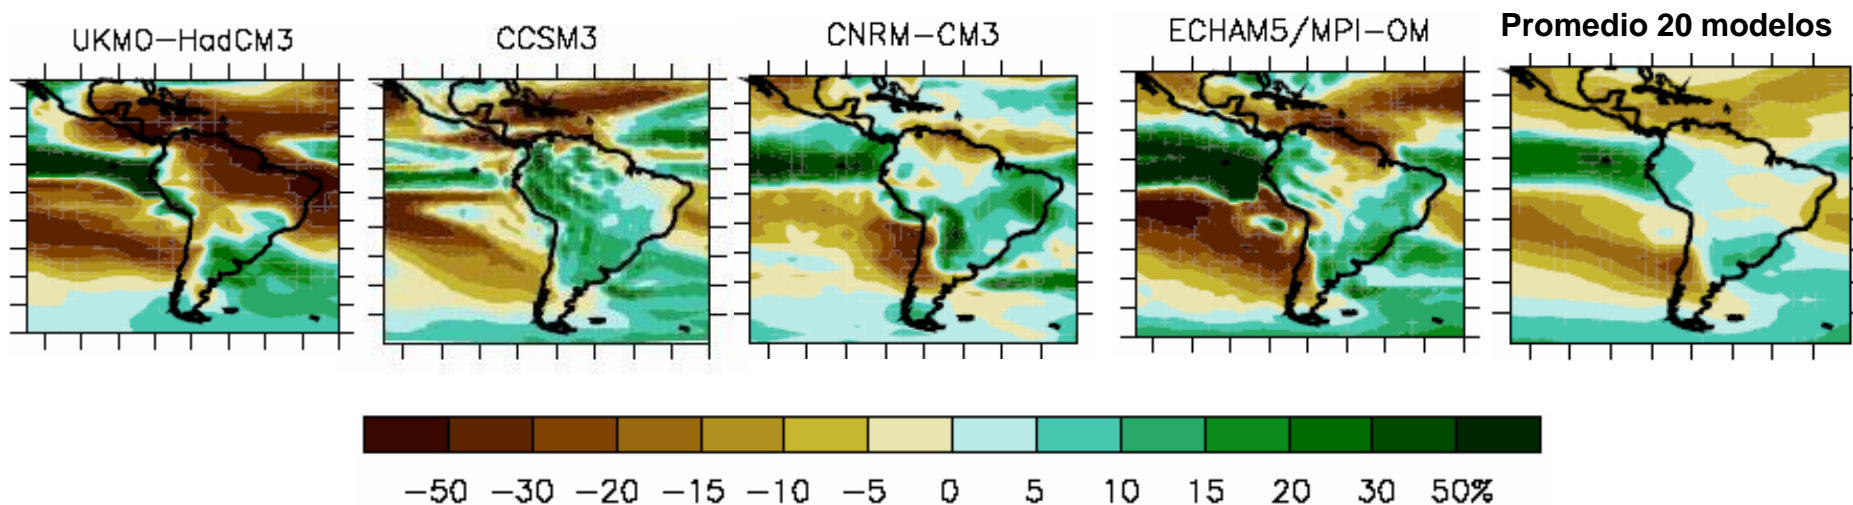 UKMO-HadCM3
CCSM3
CNRM-CM3
ECHAM5/MPI-OM
Promedio 20 modelos
-50 -30 -20 -15 -10 -5 0 5 10 15 20 30 50%